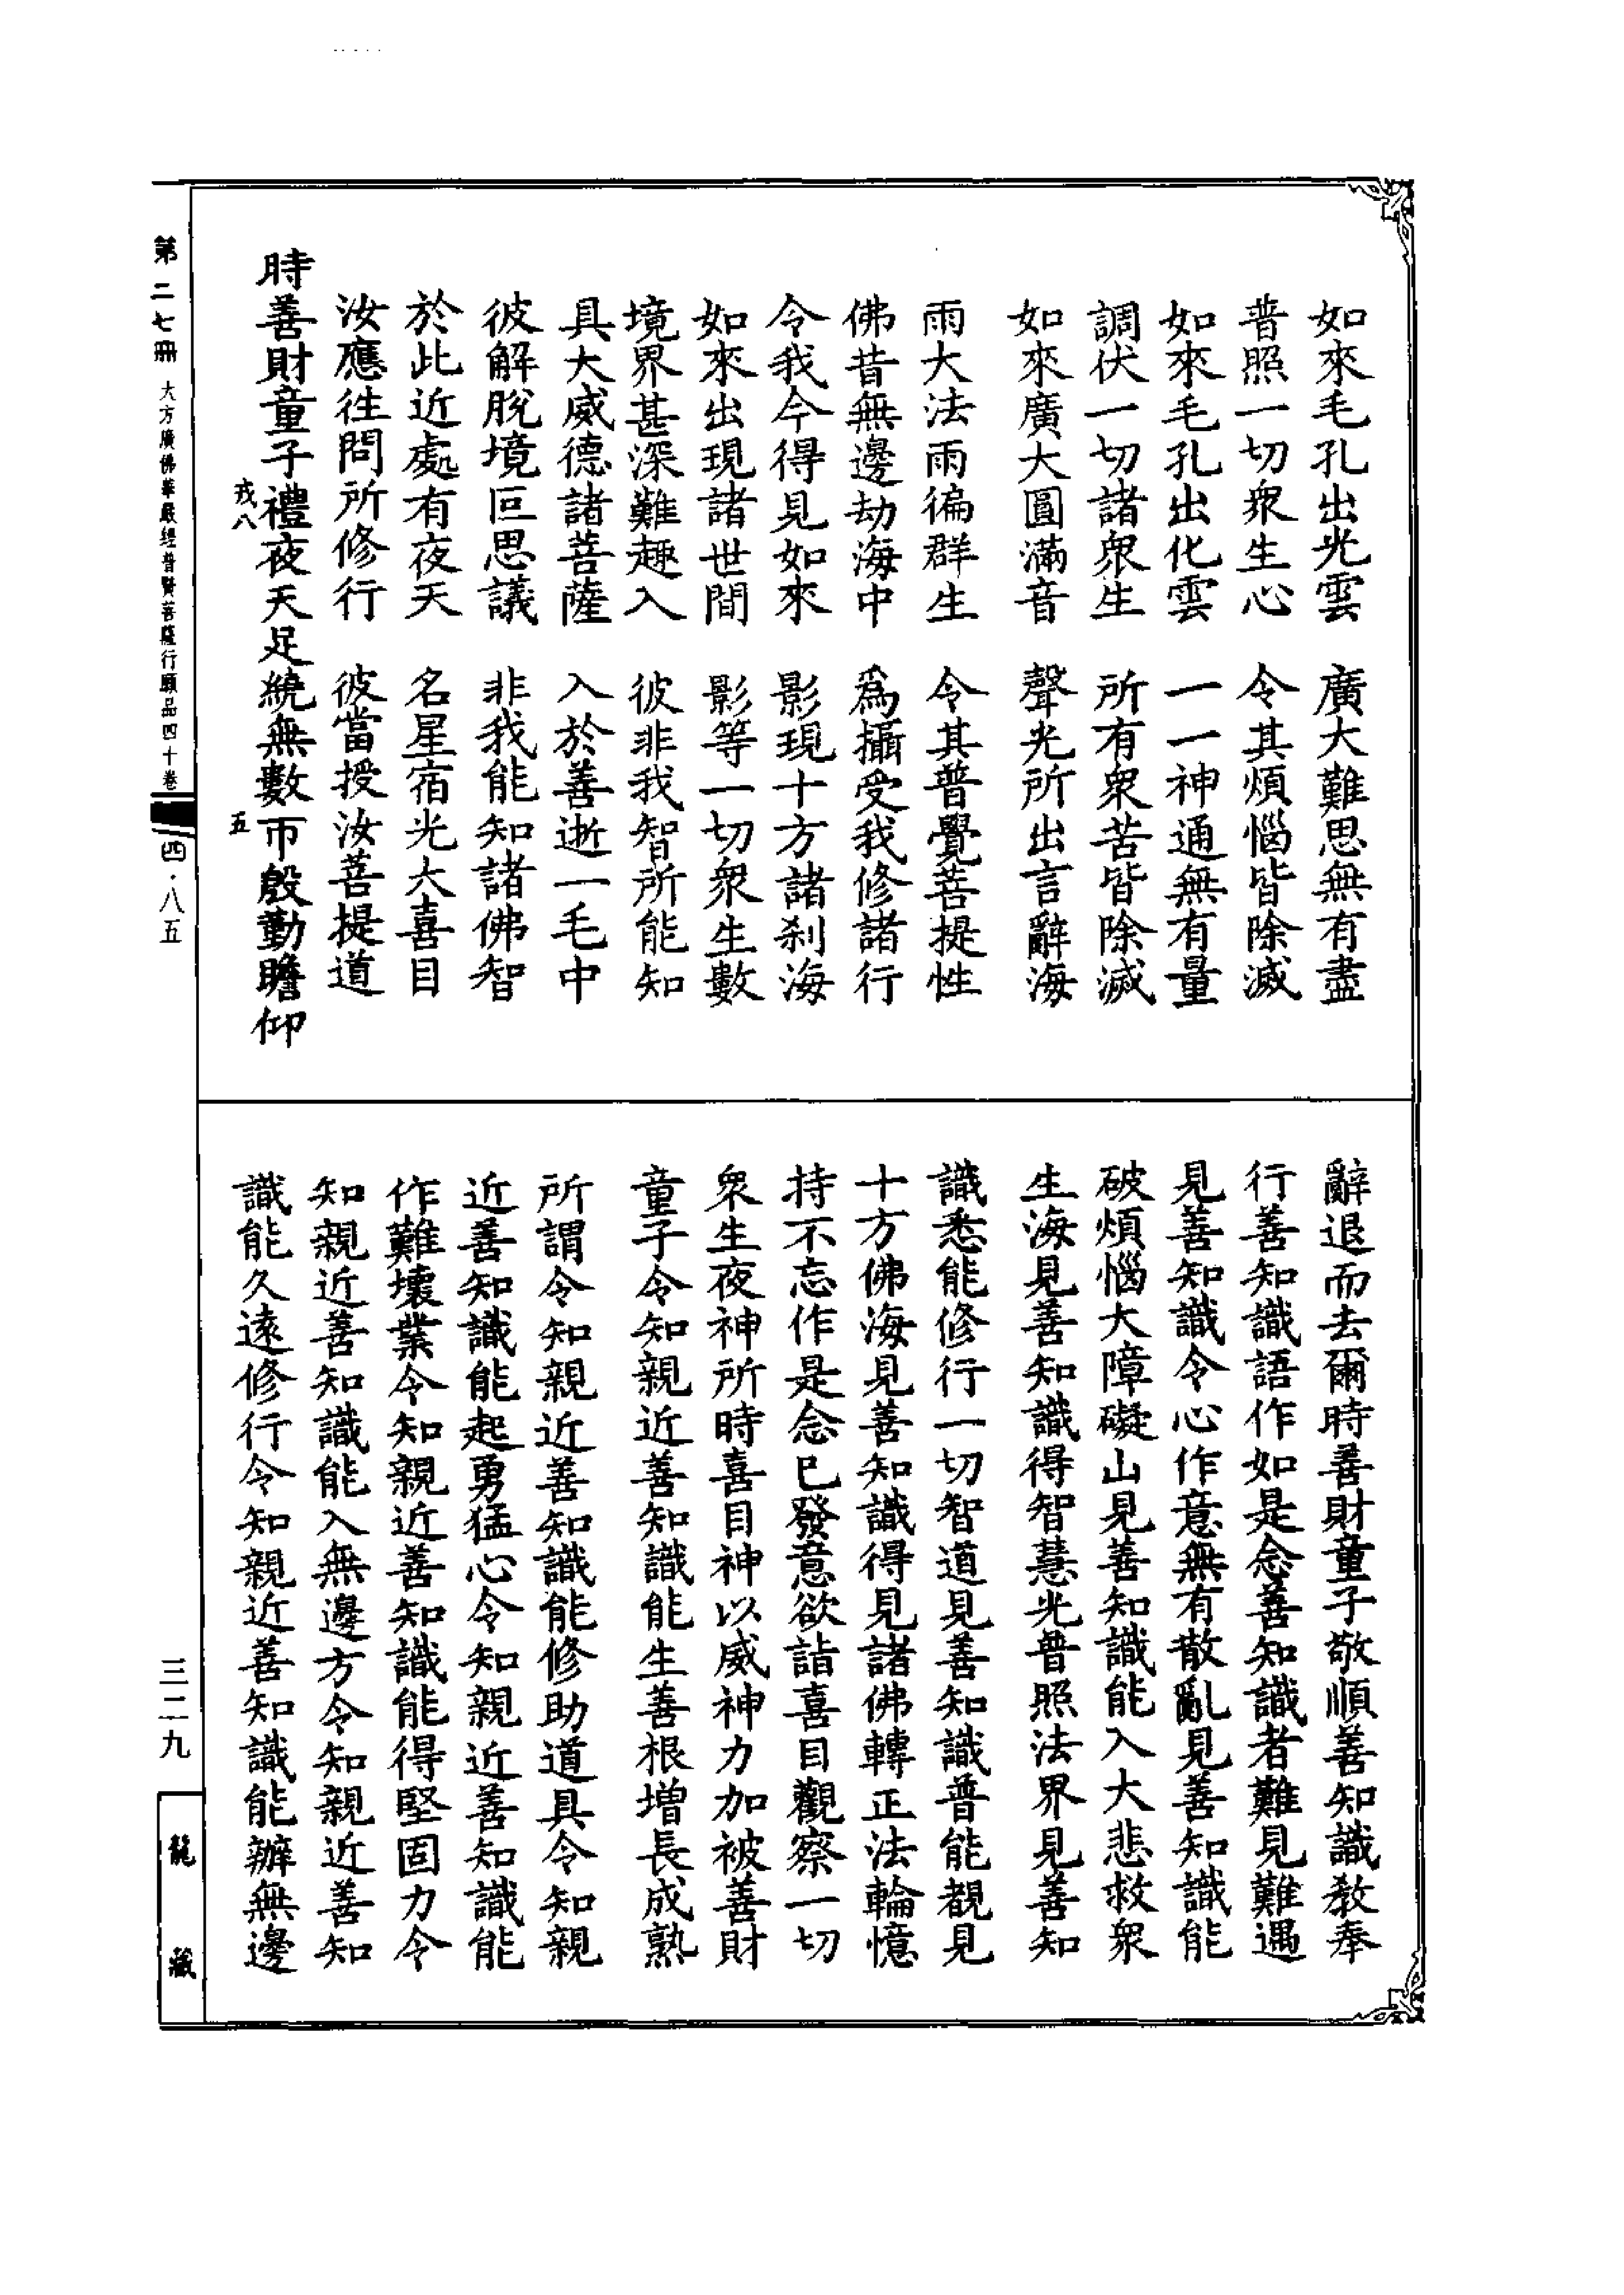 如來毛孔出光雲　廣大難思無有盡
普照一切衆生心　令其煩惱皆除滅
如來毛孔出化雲　一一神通無有量
調伏一切諸衆生　所有衆苦皆除滅
如來廣大圓滿音　聲光所出言辭海
雨大法雨徧群生　令其普覺菩提性
佛昔無邊劫海中　爲攝受我修諸行
令我今得見如來　影現十方諸刹海
如來出現諸世間　影等一切衆生數
境界甚深難趣入　彼非我智所能知
具大威德諸菩薩　入於善逝一毛中
彼解脫境叵思議　非我能知諸佛智
於此近處有夜天　名星宿光大喜目
汝應往問所修行　彼當授汝菩提道
時善財童子禮夜天足繞無數帀殷勤瞻仰
戎八　五
辭退而去爾時善財童子敬順善知識教奉
行善知識語作如是念善知識者難見難遇
見善知識令心作意無有散亂見善知識能
破煩惱大障礙山見善知識能入大悲救衆
生海見善知識得智慧光普照法界見善知
識悉能修行一切智道見善知識普能覩見
十方佛海見善知識得見諸佛轉正法輪憶
持不忘作是念已發意欲詣喜目觀察一切
衆生夜神所時喜目神以威神力加被善財
童子令知親近善知識能生善根增長成熟
所謂令知親近善知識能修助道具令知親
近善知識能起勇猛心令知親近善知識能
作難壞業令知親近善知識能得堅固力令
知親近善知識能入無邊方令知親近善知
識能久遠修行令知親近善知識能辦無邊
第二七冊　大方廣佛華嚴經普賢菩薩行願品四十卷　四·八五
三二九
龍藏